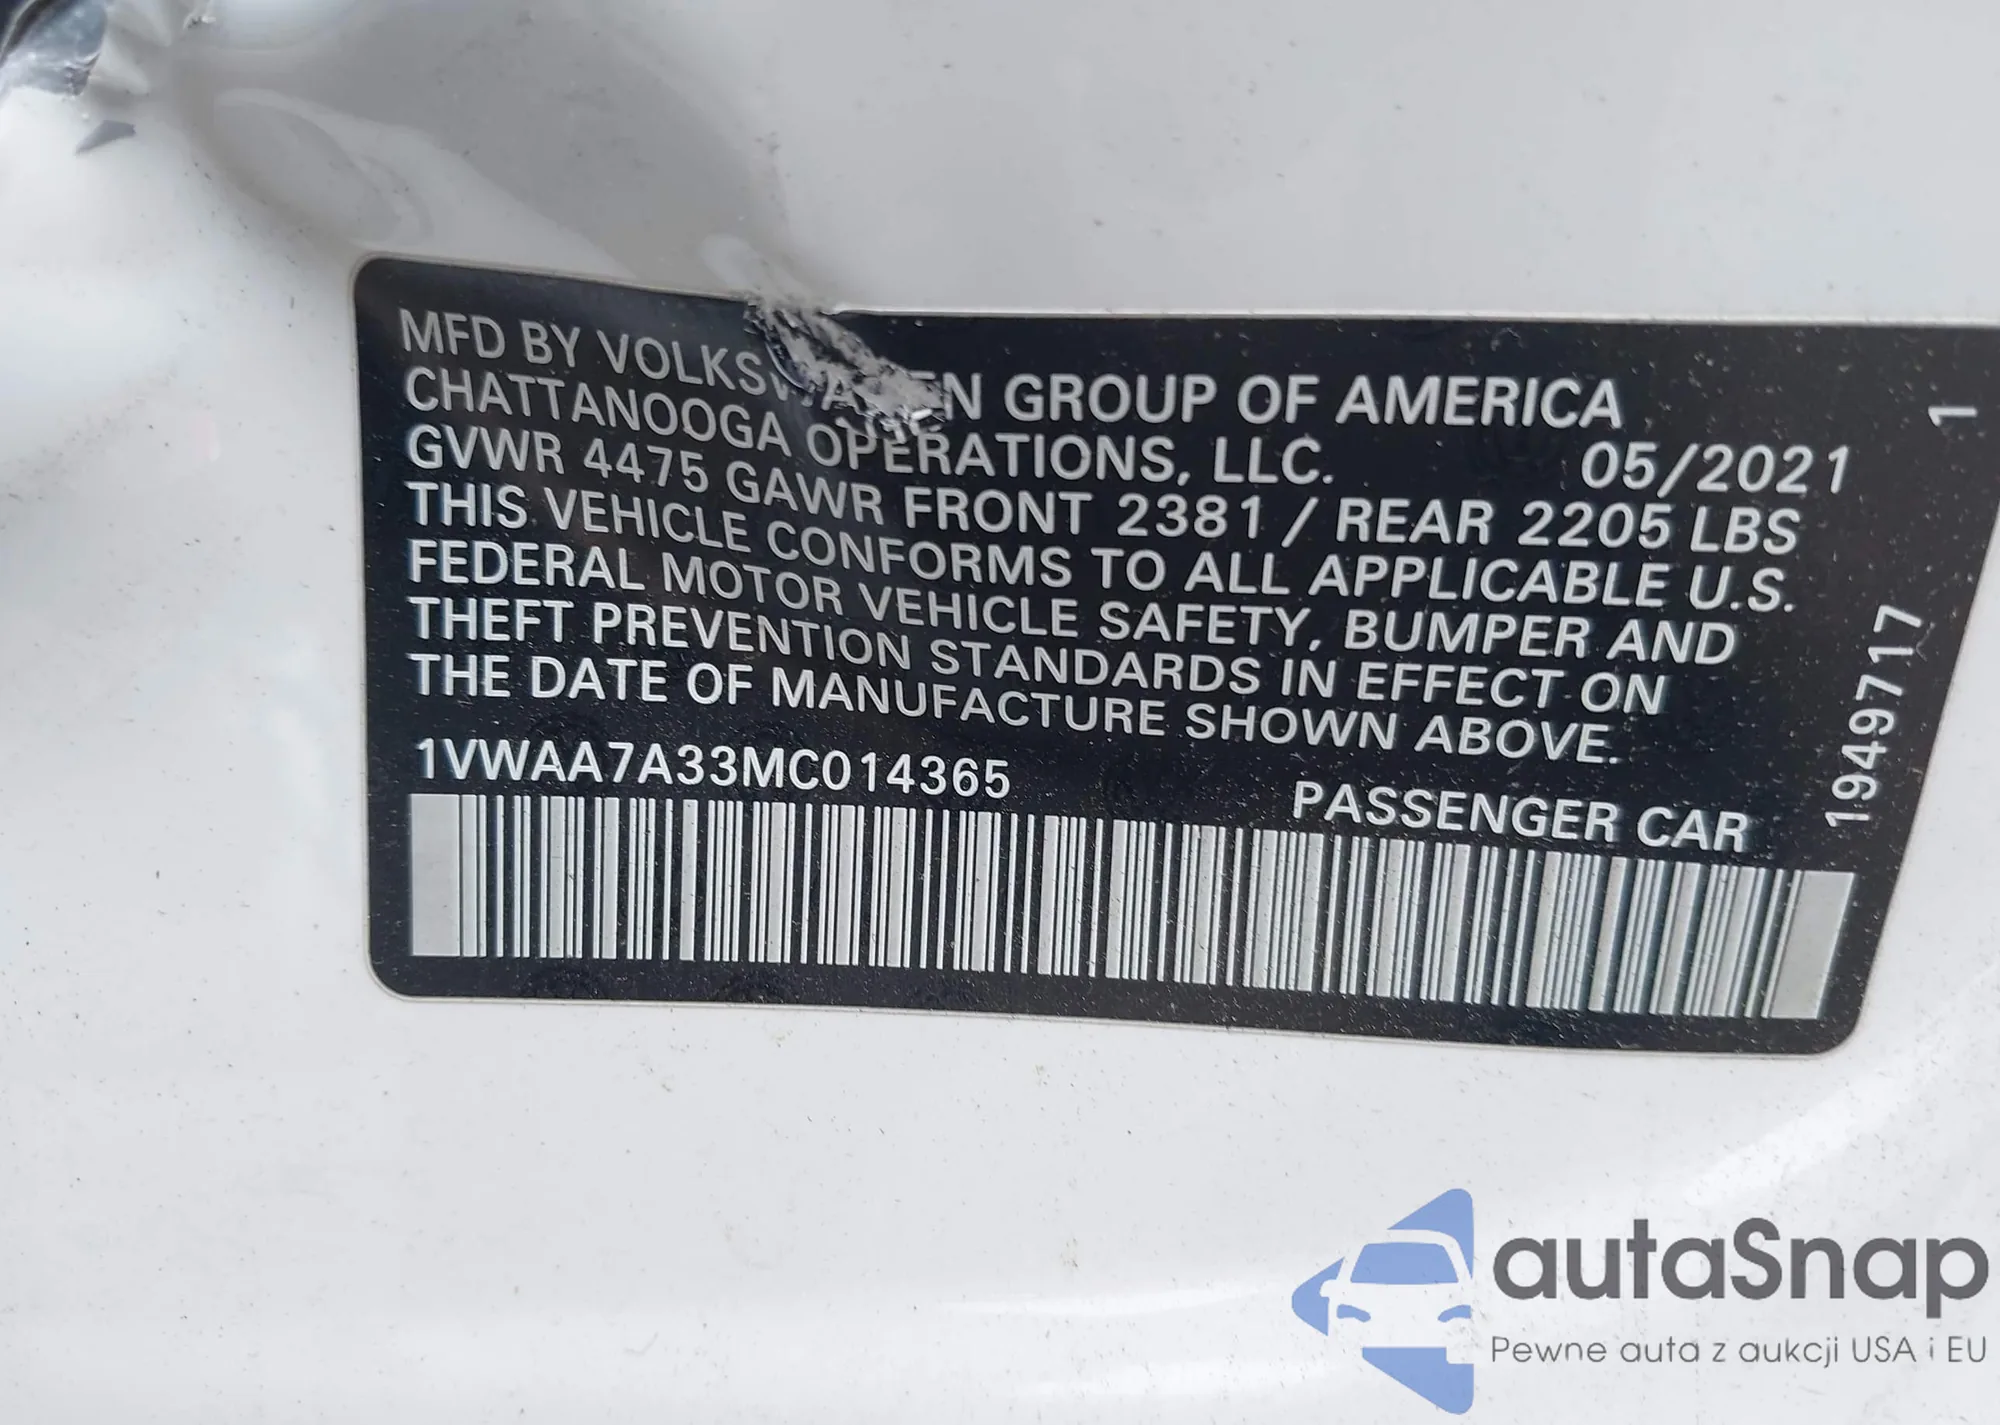 MFD BY VOLKSWAGEN GROUP OF AMERICA
CHATTANOOGA OPERATIONS, LLC. 05/2021
GVWR 4475 GAWR FRONT 2381 / REAR 2205 LBS
THIS VEHICLE CONFORMS TO ALL APPLICABLE U.S.
FEDERAL MOTOR VEHICLE SAFETY, BUMPER AND
THEFT PREVENTION STANDARDS IN EFFECT ON
THE DATE OF MANUFACTURE SHOWN ABOVE.
1VWAA7A33MC014365
PASSENGER CAR
1949717 1
autaSnap
Pewne auta z aukcji USA i EU